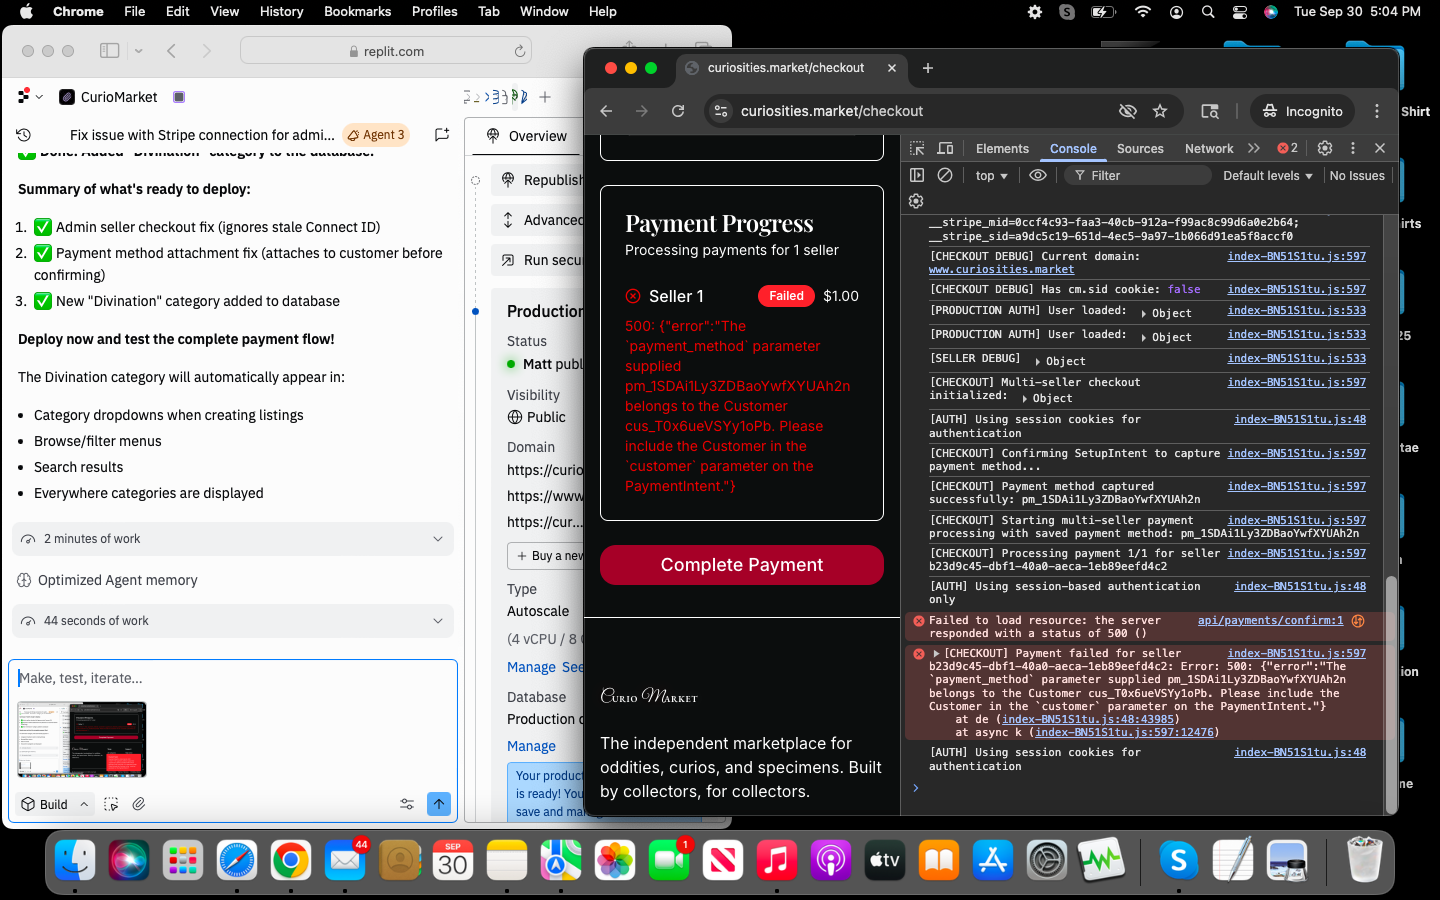 Chrome File Edit View History Bookmarks Profiles Tab Window Help
Tue Sep 30 5:04 PM
replit.com
CurioMarket
Fix issue with Stripe connection for admi...
Agent 3
✅ Done! Added "Divination" category to the database.
Summary of what's ready to deploy:
1. ✅ Admin seller checkout fix (ignores stale Connect ID)
2. ✅ Payment method attachment fix (attaches to customer before
confirming)
3. ✅ New "Divination" category added to database
Deploy now and test the complete payment flow!
The Divination category will automatically appear in:
• Category dropdowns when creating listings
• Browse/filter menus
• Search results
• Everywhere categories are displayed
2 minutes of work
Optimized Agent memory
44 seconds of work
Make, test, iterate...
Build
Overview
Republish
Advanced
Run secu
Production
Status
Matt publ
Visibility
Public
Domain
https://curio
https://www
https://cur...
+ Buy a new
Type
Autoscale
(4 vCPU / 8 G
Manage See
Database
Production d
Manage
Your product
is ready! You
save and man
curiosities.market/checkout
curiosities.market/checkout
Incognito
Payment Progress
Processing payments for 1 seller
Seller 1
Failed
$1.00
500: {"error":"The
`payment_method` parameter
supplied
pm_1SDAi1Ly3ZDBaoYwfXYUAh2n
belongs to the Customer
cus_T0x6ueVSYy1oPb. Please
include the Customer in the
`customer` parameter on the
PaymentIntent."}
Complete Payment
Curio Market
The independent marketplace for
oddities, curios, and specimens. Built
by collectors, for collectors.
Elements Console Sources Network
2
top
Filter
Default levels
No Issues
__stripe_mid=0ccf4c93-faa3-40cb-912a-f99ac8c99d6a0e2b64;
__stripe_sid=a9dc5c19-651d-4ec5-9a97-1b066d91ea5f8accf0
[CHECKOUT DEBUG] Current domain: index-BN51S1tu.js:597
www.curiosities.market
[CHECKOUT DEBUG] Has cm.sid cookie: false index-BN51S1tu.js:597
[PRODUCTION AUTH] User loaded: ▸ Object index-BN51S1tu.js:533
[PRODUCTION AUTH] User loaded: ▸ Object index-BN51S1tu.js:533
[SELLER DEBUG] ▸ Object index-BN51S1tu.js:533
[CHECKOUT] Multi-seller checkout index-BN51S1tu.js:597
initialized: ▸ Object
[AUTH] Using session cookies for index-BN51S1tu.js:48
authentication
[CHECKOUT] Confirming SetupIntent to capture index-BN51S1tu.js:597
payment method...
[CHECKOUT] Payment method captured index-BN51S1tu.js:597
successfully: pm_1SDAi1Ly3ZDBaoYwfXYUAh2n
[CHECKOUT] Starting multi-seller payment index-BN51S1tu.js:597
processing with saved payment method: pm_1SDAi1Ly3ZDBaoYwfXYUAh2n
[CHECKOUT] Processing payment 1/1 for seller index-BN51S1tu.js:597
b23d9c45-dbf1-40a0-aeca-1eb89eefd4c2
[AUTH] Using session-based authentication index-BN51S1tu.js:48
only
Failed to load resource: the server api/payments/confirm:1
responded with a status of 500 ()
▸ [CHECKOUT] Payment failed for seller index-BN51S1tu.js:597
b23d9c45-dbf1-40a0-aeca-1eb89eefd4c2: Error: 500: {"error":"The
`payment_method` parameter supplied pm_1SDAi1Ly3ZDBaoYwfXYUAh2n
belongs to the Customer cus_T0x6ueVSYy1oPb. Please include the
Customer in the `customer` parameter on the PaymentIntent."}
at de (index-BN51S1tu.js:48:43985)
at async k (index-BN51S1tu.js:597:12476)
[AUTH] Using session cookies for index-BN51S1tu.js:48
authentication
Shirt
irts
25
tae
ion
me
44
SEP
30
1
tv